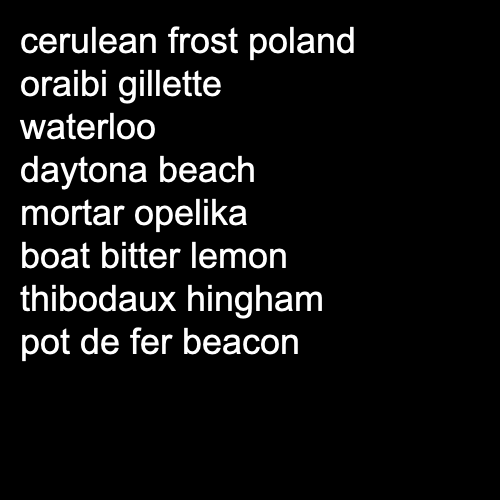 cerulean frost poland
oraibi gillette
waterloo
daytona beach
mortar opelika
boat bitter lemon
thibodaux hingham
pot de fer beacon